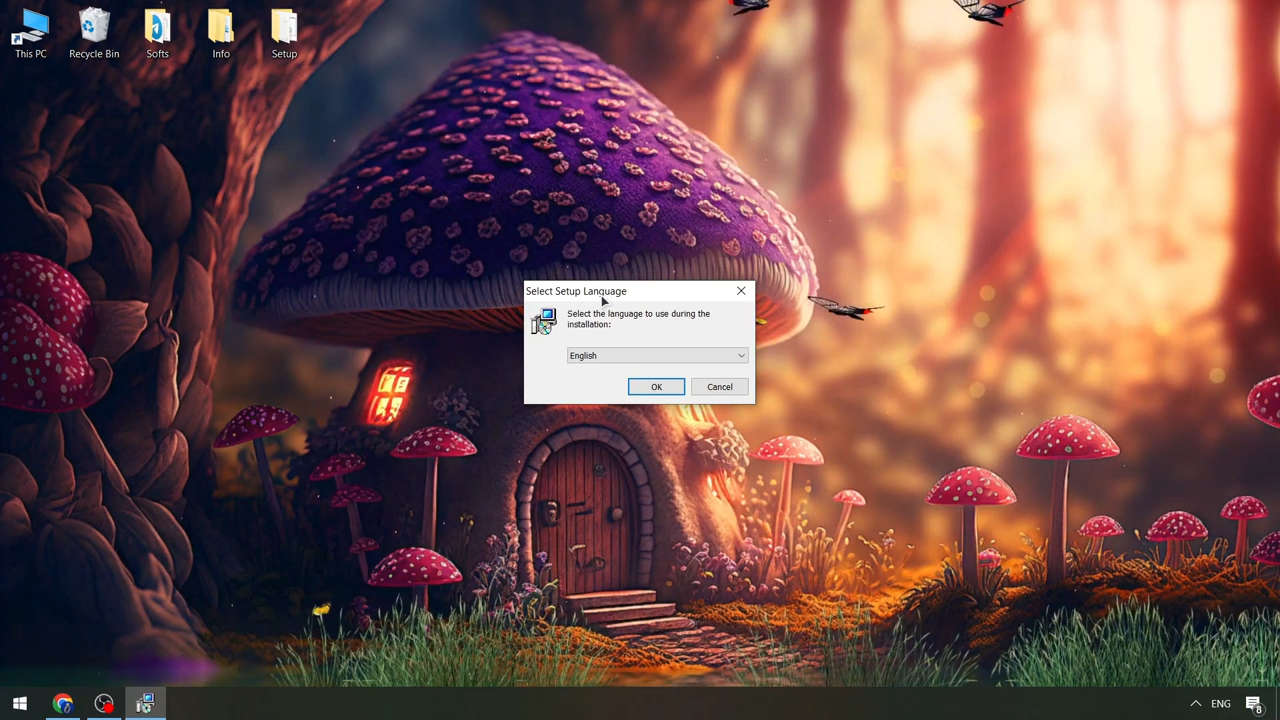 This PC
Recycle Bin
Softs
Info
Setup
Select Setup Language
Select the language to use during the
installation:
English
OK
Cancel
ENG
8